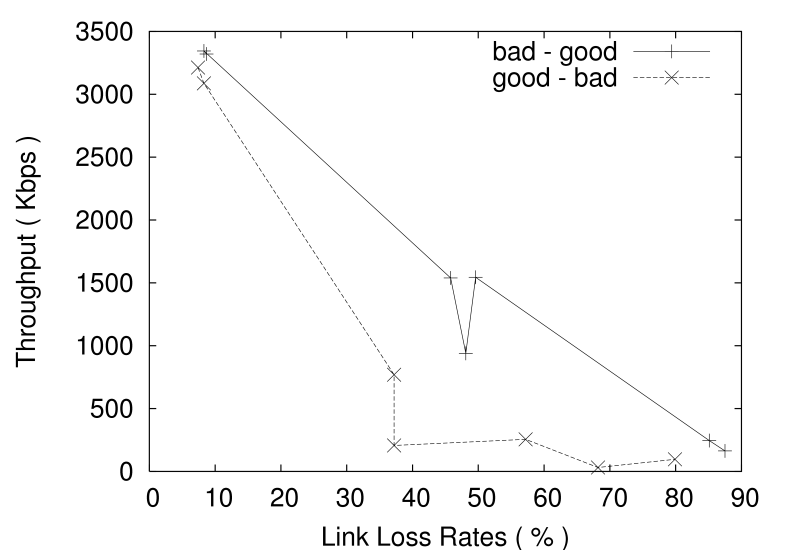 3500
3000
2500
2000
1500
1000
500
0
0 10 20 30 40 50 60 70 80 90
Throughput ( Kbps )
Link Loss Rates ( % )
bad - good
good - bad